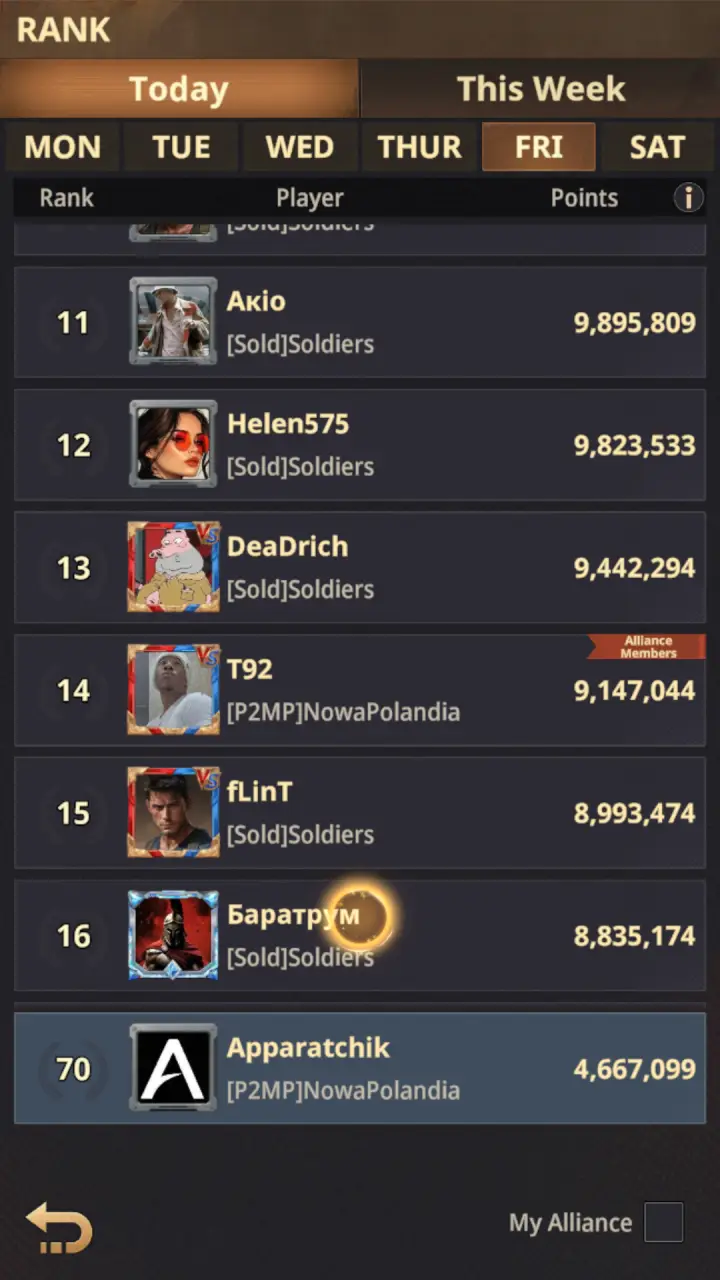 RANK
Today
This Week
MON
TUE
WED
THUR
FRI
SAT
Rank
Player
Points
[Sold]Soldiers
11
Акіо
[Sold]Soldiers
9,895,809
12
Helen575
[Sold]Soldiers
9,823,533
13
DeaDrich
[Sold]Soldiers
9,442,294
Alliance
Members
14
T92
[P2MP]NowaPolandia
9,147,044
15
fLinT
[Sold]Soldiers
8,993,474
16
Баратрум
[Sold]Soldiers
8,835,174
70
Apparatchik
[P2MP]NowaPolandia
4,667,099
My Alliance